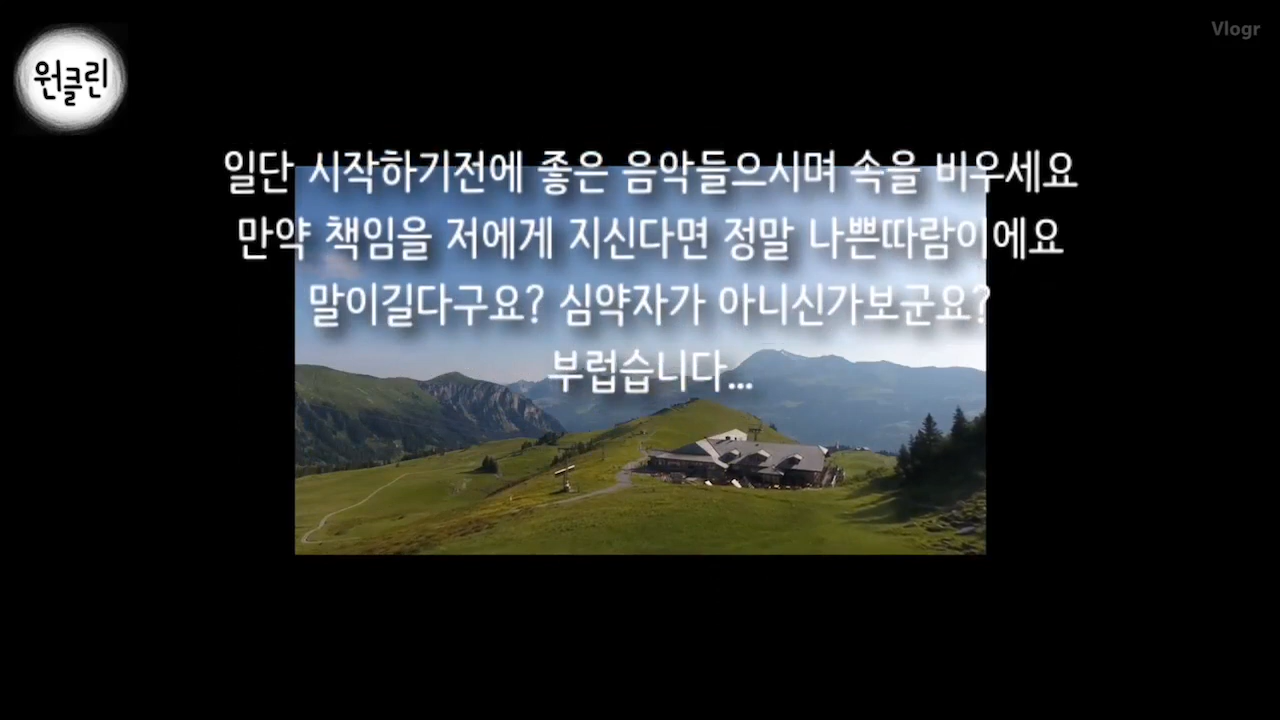 Vlogr
원클린
일단 시작하기전에 좋은 음악들으시며 속을 비우세요
만약 책임을 저에게 지신다면 정말 나쁜따람이에요
말이길다구요? 심약자가 아니신가보군요?
부럽습니다...